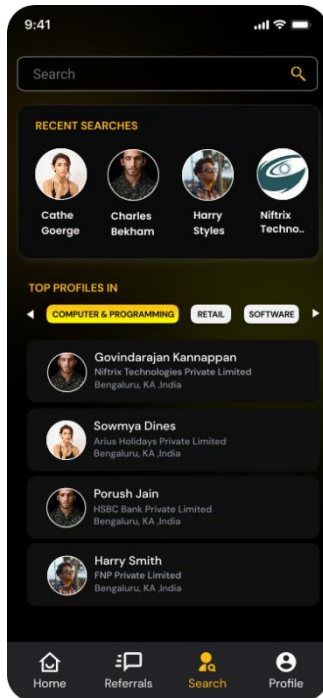 9:41
Search
RECENT SEARCHES
Cathe
Goerge
Charles
Bekham
Harry
Styles
Niftrix
Techno..
TOP PROFILES IN
COMPUTER & PROGRAMMING RETAIL SOFTWARE
Govindarajan Kannappan
Niftrix Technologies Private Limited
Bengaluru, KA ,India
Sowmya Dines
Arius Holidays Private Limited
Bengaluru, KA ,India
Porush Jain
HSBC Bank Private Limited
Bengaluru, KA ,India
Harry Smith
FNP Private Limited
Bengaluru, KA ,India
Home Referrals Search Profile